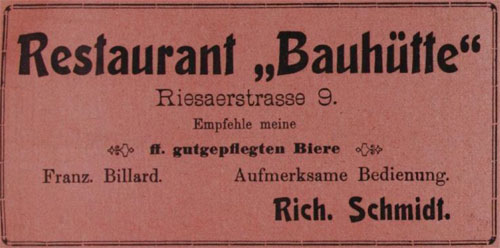 Restaurant „Bauhütte“
Riesaerstrasse 9.
Empfehle meine
ff. gutgepflegten Biere
Franz. Billard. Aufmerksame Bedienung.
Rich. Schmidt.